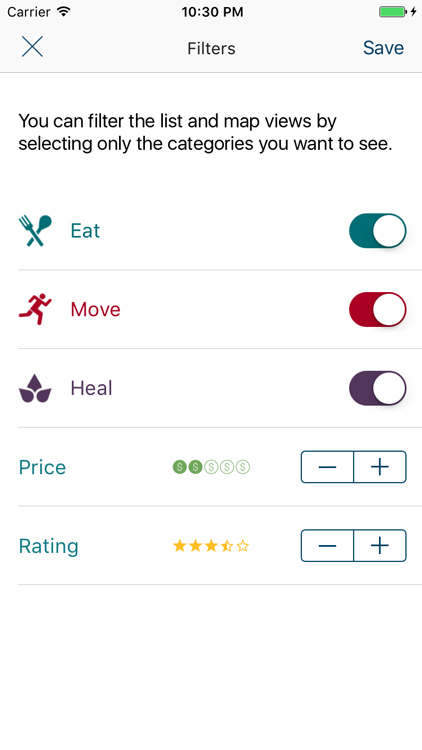 Carrier 10:30 PM
Filters Save
You can filter the list and map views by
selecting only the categories you want to see.
Eat
Move
Heal
Price $ $ $ $ $
Rating